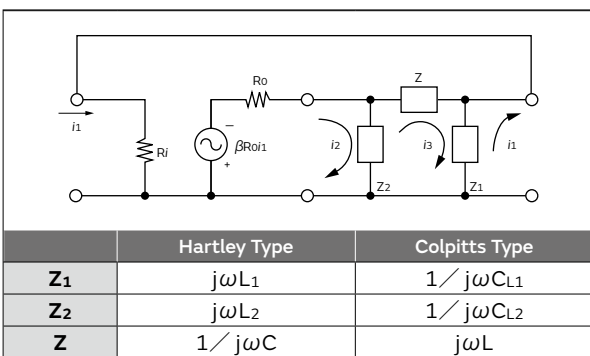 Z
Ro
i1
Ri
−
βRoi1
+
i2
i3
i1
Z2
Z1
Hartley Type Colpitts Type
Z1 jωL1 1／jωCL1
Z2 jωL2 1／jωCL2
Z 1／jωC jωL